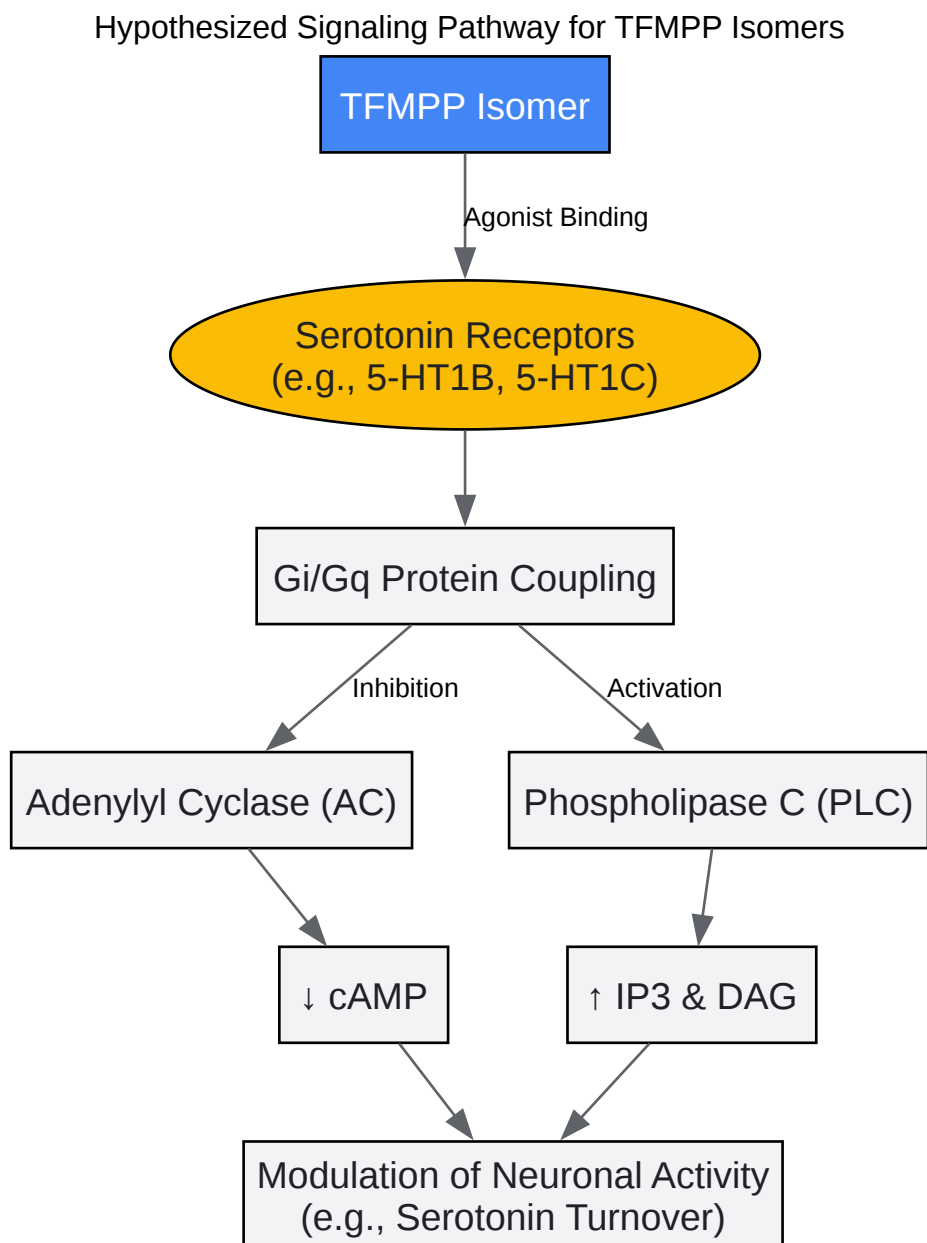 Hypothesized Signaling Pathway for TFMPP Isomers
TFMPP Isomer
Agonist Binding
Serotonin Receptors
(e.g., 5-HT1B, 5-HT1C)
Gi/Gq Protein Coupling
Inhibition
Activation
Adenylyl Cyclase (AC)
Phospholipase C (PLC)
↓ cAMP
↑ IP3 & DAG
Modulation of Neuronal Activity
(e.g., Serotonin Turnover)